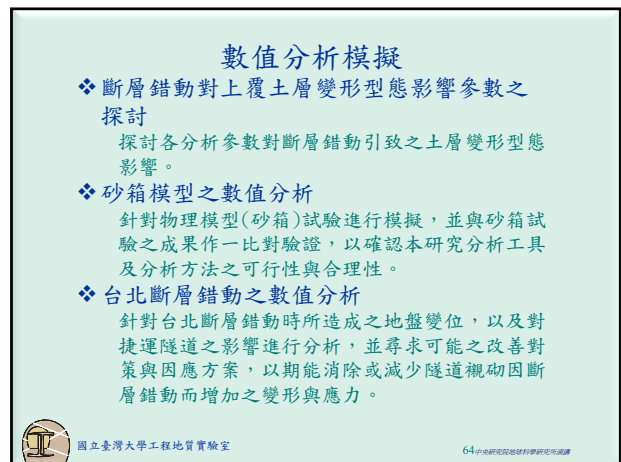 數值分析模擬
❖斷層錯動對上覆土層變形型態影響參數之
探討
探討各分析參數對斷層錯動引致之土層變形型態
影響。
❖砂箱模型之數值分析
針對物理模型(砂箱)試驗進行模擬，並與砂箱試
驗之成果作一比對驗證，以確認本研究分析工具
及分析方法之可行性與合理性。
❖台北斷層錯動之數值分析
針對台北斷層錯動時所造成之地盤變位，以及對
捷運隧道之影響進行分析，並尋求可能之改善對
策與因應方案，以期能消除或減少隧道襯砌因斷
層錯動而增加之變形與應力。
國立臺灣大學工程地質實驗室
64中央研究院地球科學研究所演講